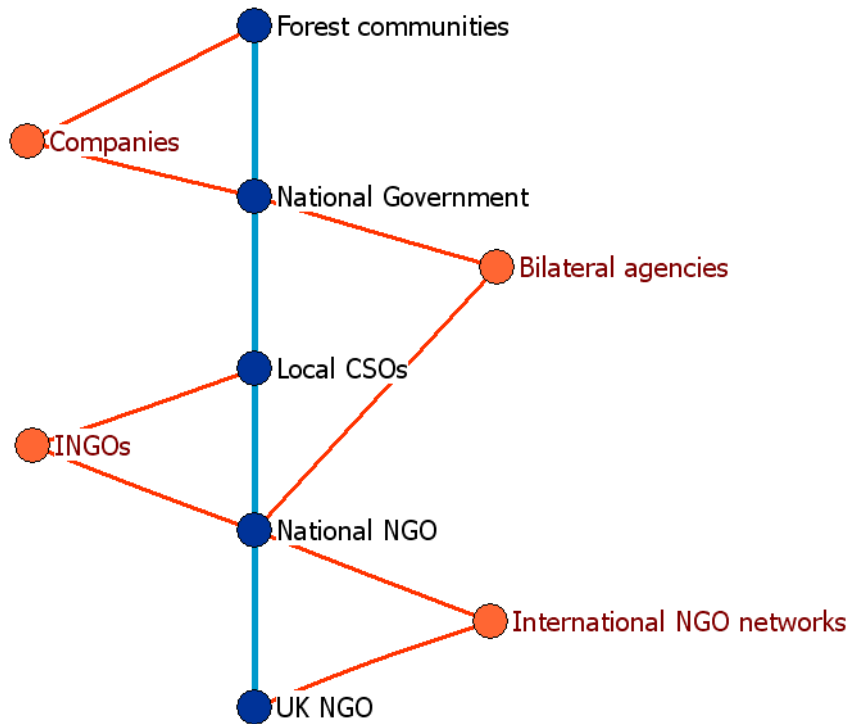 Forest communities
Companies
National Government
Bilateral agencies
Local CSOs
INGOs
National NGO
International NGO networks
UK NGO